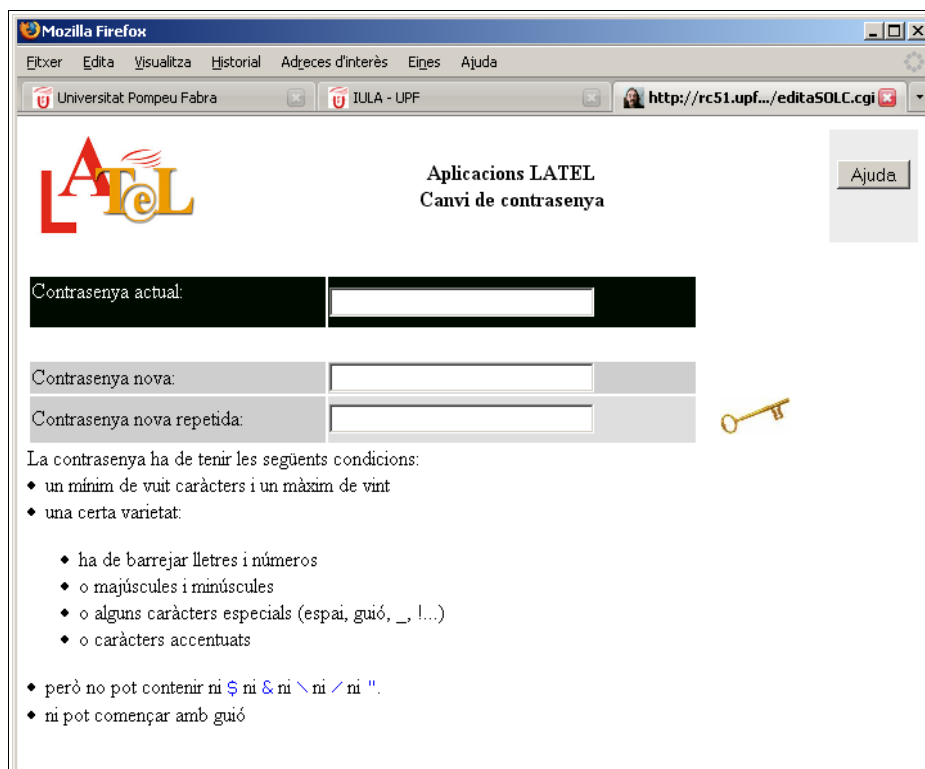 Mozilla Firefox
Fitxer Edita Visualitza Historial Adreces d'interès Eines Ajuda
Universitat Pompeu Fabra IULA - UPF http://rc51.upf.../editaSOLC.cgi
LATeL
Aplicacions LATEL
Canvi de contrasenya
Ajuda
Contrasenya actual:
Contrasenya nova:
Contrasenya nova repetida:
La contrasenya ha de tenir les següents condicions:
• un mínim de vuit caràcters i un màxim de vint
• una certa varietat:
• ha de barrejar lletres i números
• o majúscules i minúscules
• o alguns caràcters especials (espai, guió, _, !...)
• o caràcters accentuats
• però no pot contenir ni $ ni & ni \ ni / ni ".
• ni pot començar amb guió